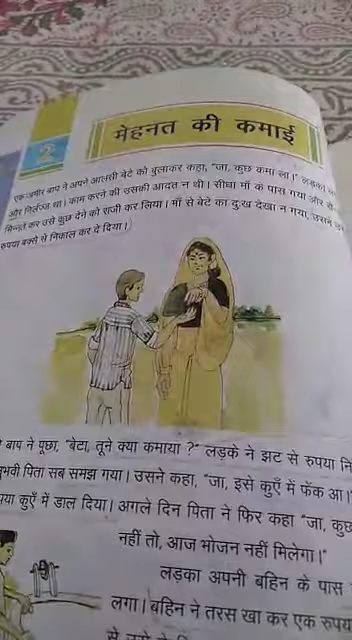 2
मेहनत की कमाई
एक अमीर बाप ने अपने आलसी बेटे को बुलाकर कहा, "जा, कुछ कमा ला।" लड़का
और निर्लज्ज था। काम करने की उसकी आदत न थी। सीधा माँ के पास गया और
मिन्नत कर उसे कुछ देने को राजी कर लिया। माँ से बेटे का दुःख देखा न गया, उसने
रुपया बक्से से निकाल कर दे दिया।
बाप ने पूछा, "बेटा, तूने क्या कमाया ?" लड़के ने झट से रुपया
पिता सब समझ गया। उसने कहा, "जा, इसे कुएँ में फेंक आ।
कुएँ में डाल दिया। अगले दिन पिता ने फिर कहा "जा, कुछ
नहीं तो, आज भोजन नहीं मिलेगा।"
लड़का अपनी बहिन के पास
लगा। बहिन ने तरस खा कर एक